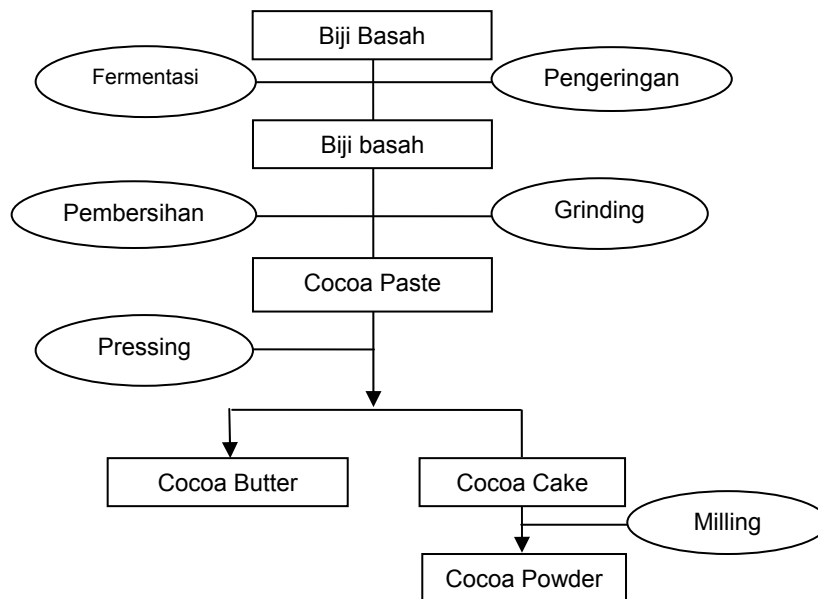 Biji Basah
Fermentasi
Pengeringan
Biji basah
Pembersihan
Grinding
Cocoa Paste
Pressing
Cocoa Butter
Cocoa Cake
Milling
Cocoa Powder